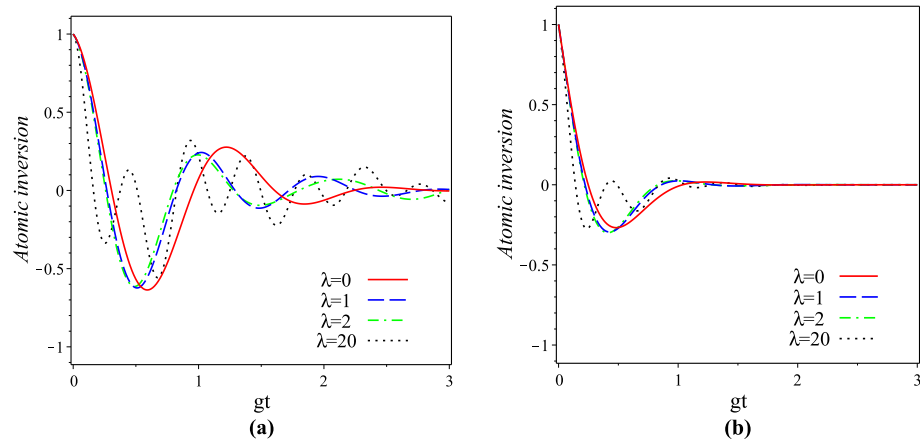 Atomic inversion
1
0.5
0
-0.5
-1
0
1
2
3
gt
λ=0
λ=1
λ=2
λ=20
(a)
Atomic inversion
1
0.5
0
-0.5
-1
0
1
2
3
gt
λ=0
λ=1
λ=2
λ=20
(b)